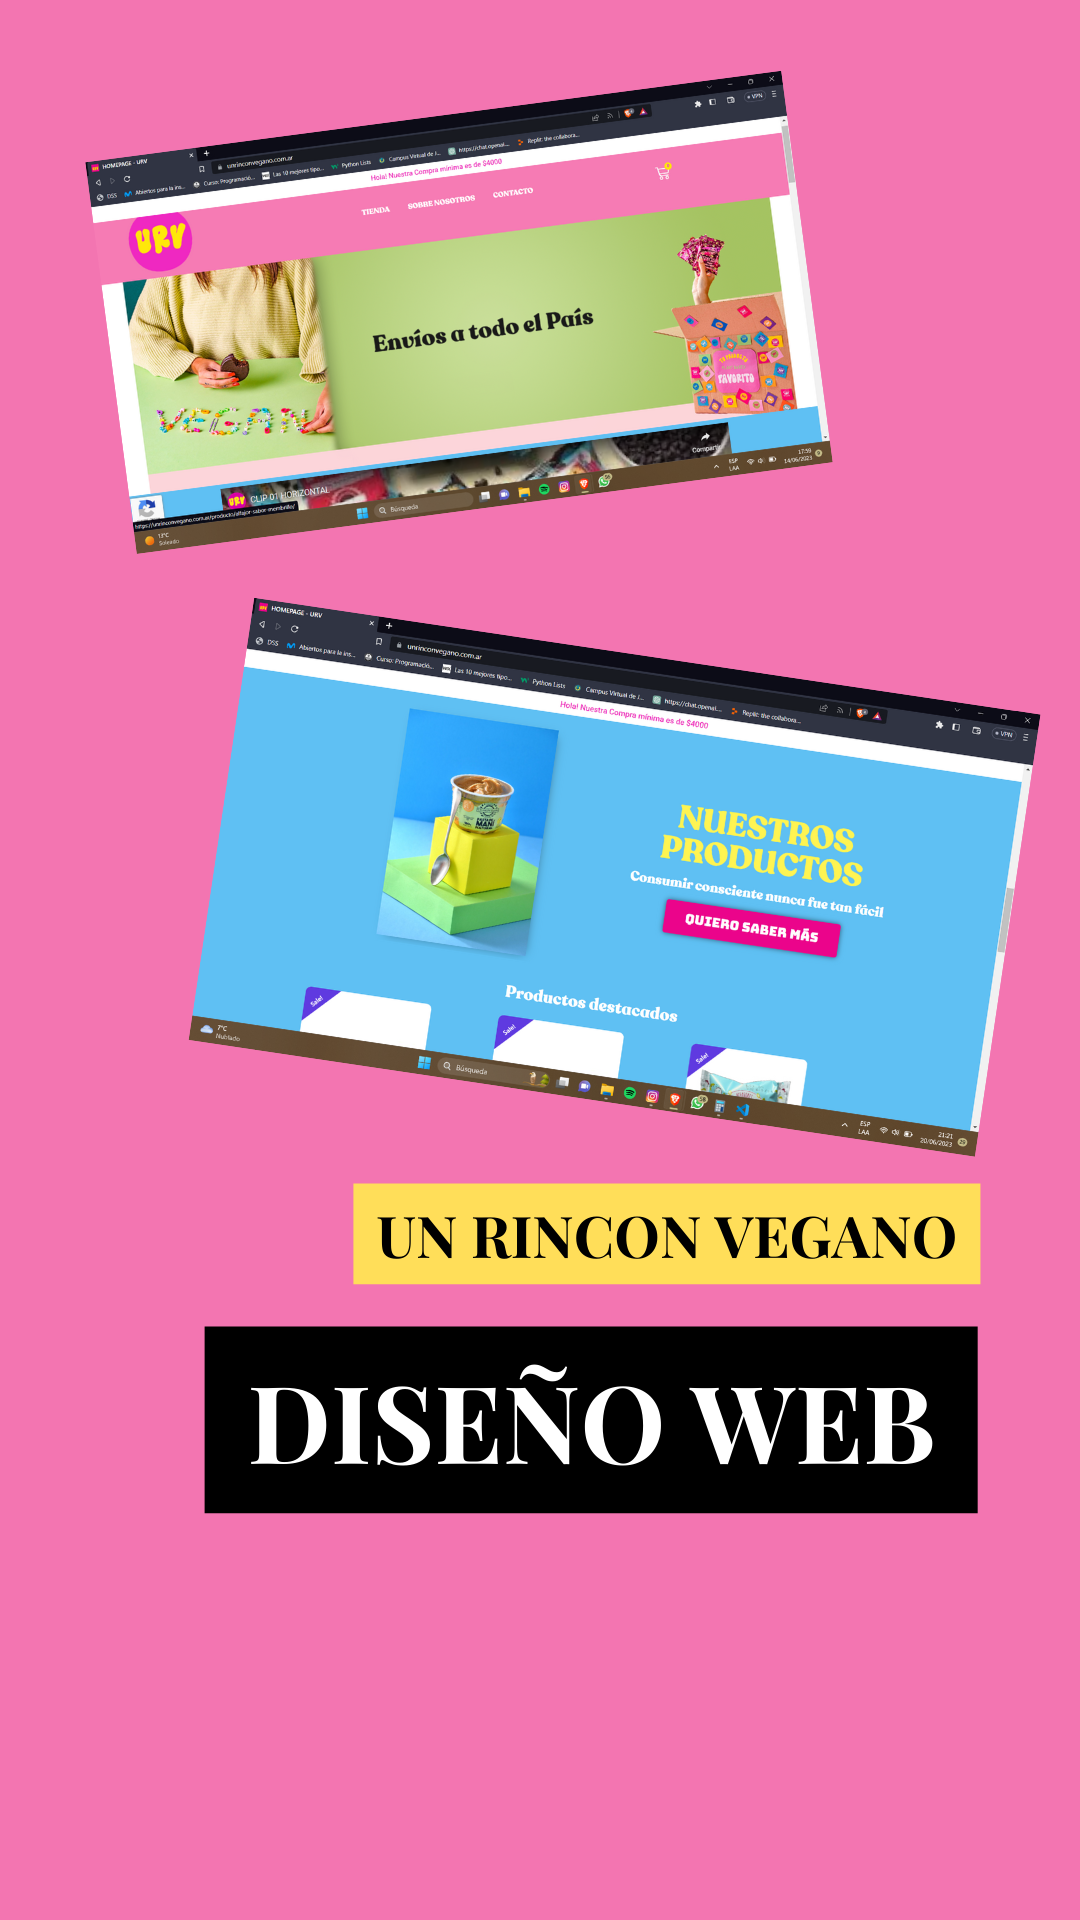 HOMEPAGE - URV
VPN
unrinconvegano.com.ar
DSS
Abiertos para la ins...
Curso: Programació...
Las 10 mejores tipo...
Python Lists
Campus Virtual de I...
https://chat.openai....
Replit: the collabora...
Hola! Nuestra Compra mínima es de $4000
URV
TIENDA
SOBRE NOSOTROS
CONTACTO
Envíos a todo el País
VEGAN
FAVORITO
URV
CLIP 01 HORIZONTAL
Compartir
https://unrinconvegano.com.ar/producto/alfajor-sabor-membrillo/
13°C
Soleado
Búsqueda
ESP
LAA
17:59
14/06/2023
HOMEPAGE - URV
unrinconvegano.com.ar
DSS
Abiertos para la ins...
Curso: Programació...
Las 10 mejores tipo...
Python Lists
Campus Virtual de I...
https://chat.openai....
Replit: the collabora...
VPN
Hola! Nuestra Compra mínima es de $4000
MANI
NUESTROS
PRODUCTOS
Consumir consciente nunca fue tan fácil
QUIERO SABER MÁS
Productos destacados
Sale!
Sale!
Sale!
7°C
Nublado
Búsqueda
ESP
LAA
21:21
20/06/2023
UN RINCON VEGANO
DISEÑO WEB